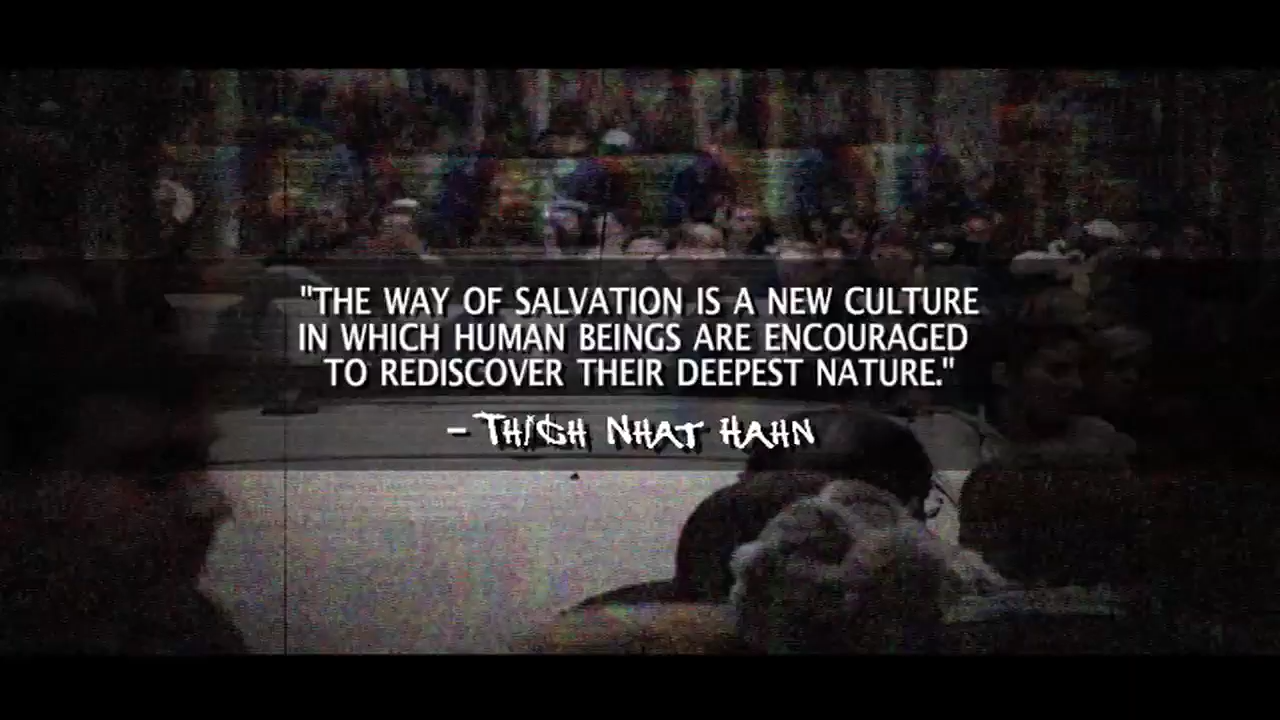 "THE WAY OF SALVATION IS A NEW CULTURE
IN WHICH HUMAN BEINGS ARE ENCOURAGED
TO REDISCOVER THEIR DEEPEST NATURE."
– THICH NHAT HAHN